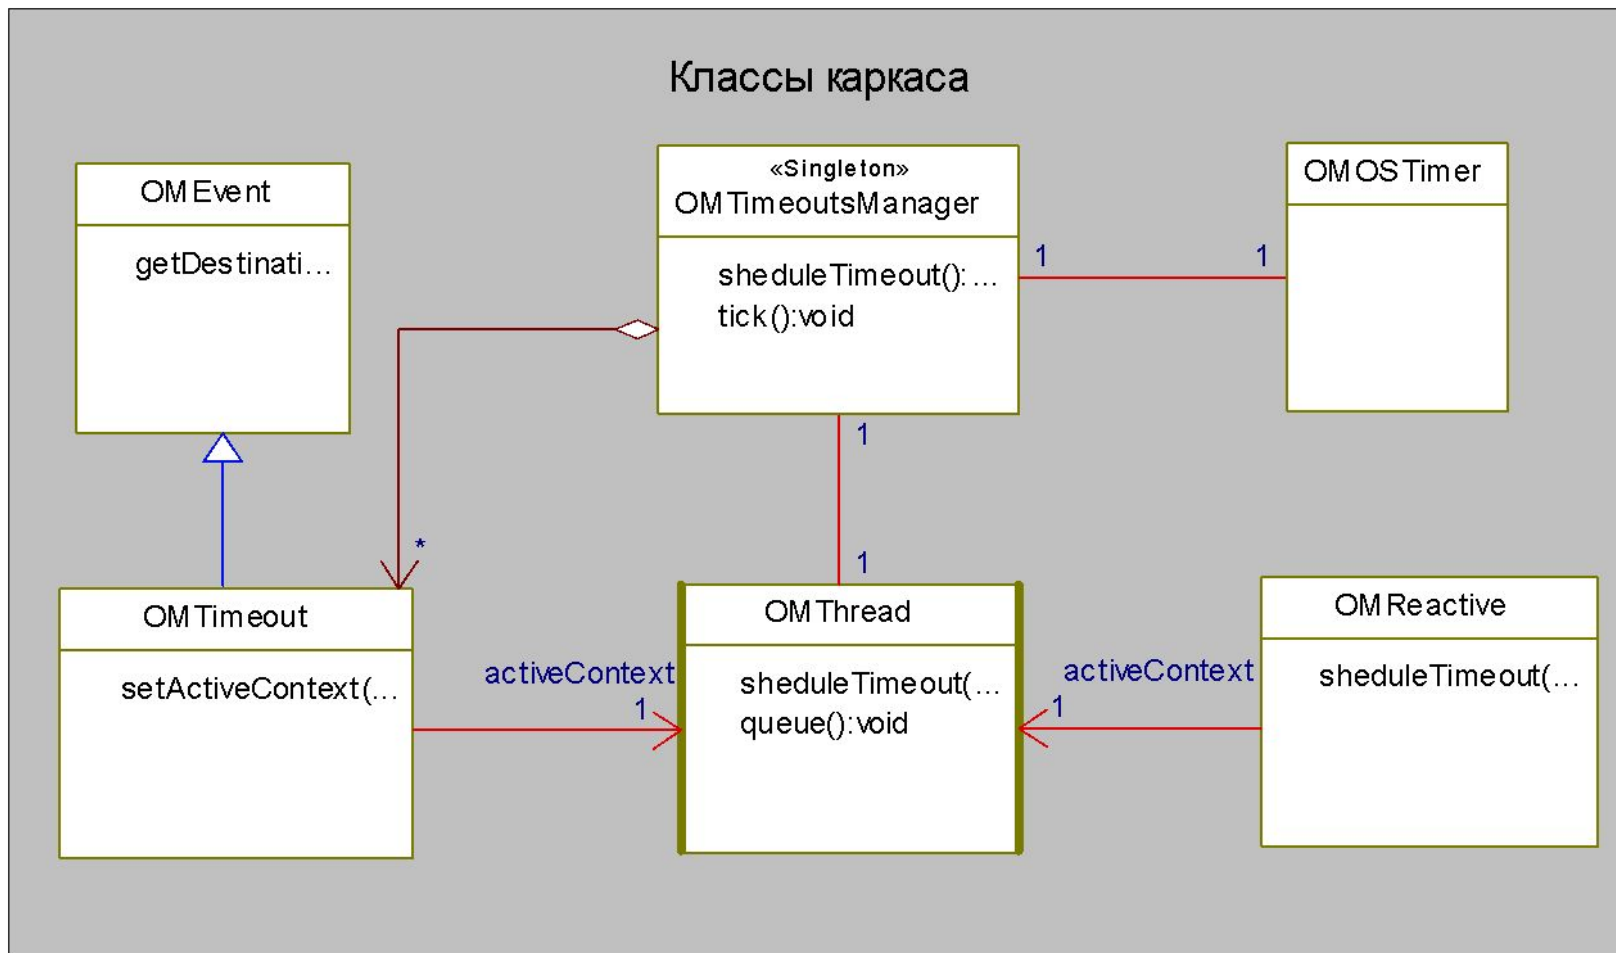 Классы каркаса
OMEvent
getDestinati...
«Singleton»
OMTimeoutsManager
sheduleTimeout():...
tick():void
OMOSTimer
1
1
*
1
1
OMTimeout
setActiveContext(...
activeContext
1
OMThread
sheduleTimeout(...
queue():void
activeContext
1
OMReactive
sheduleTimeout(...